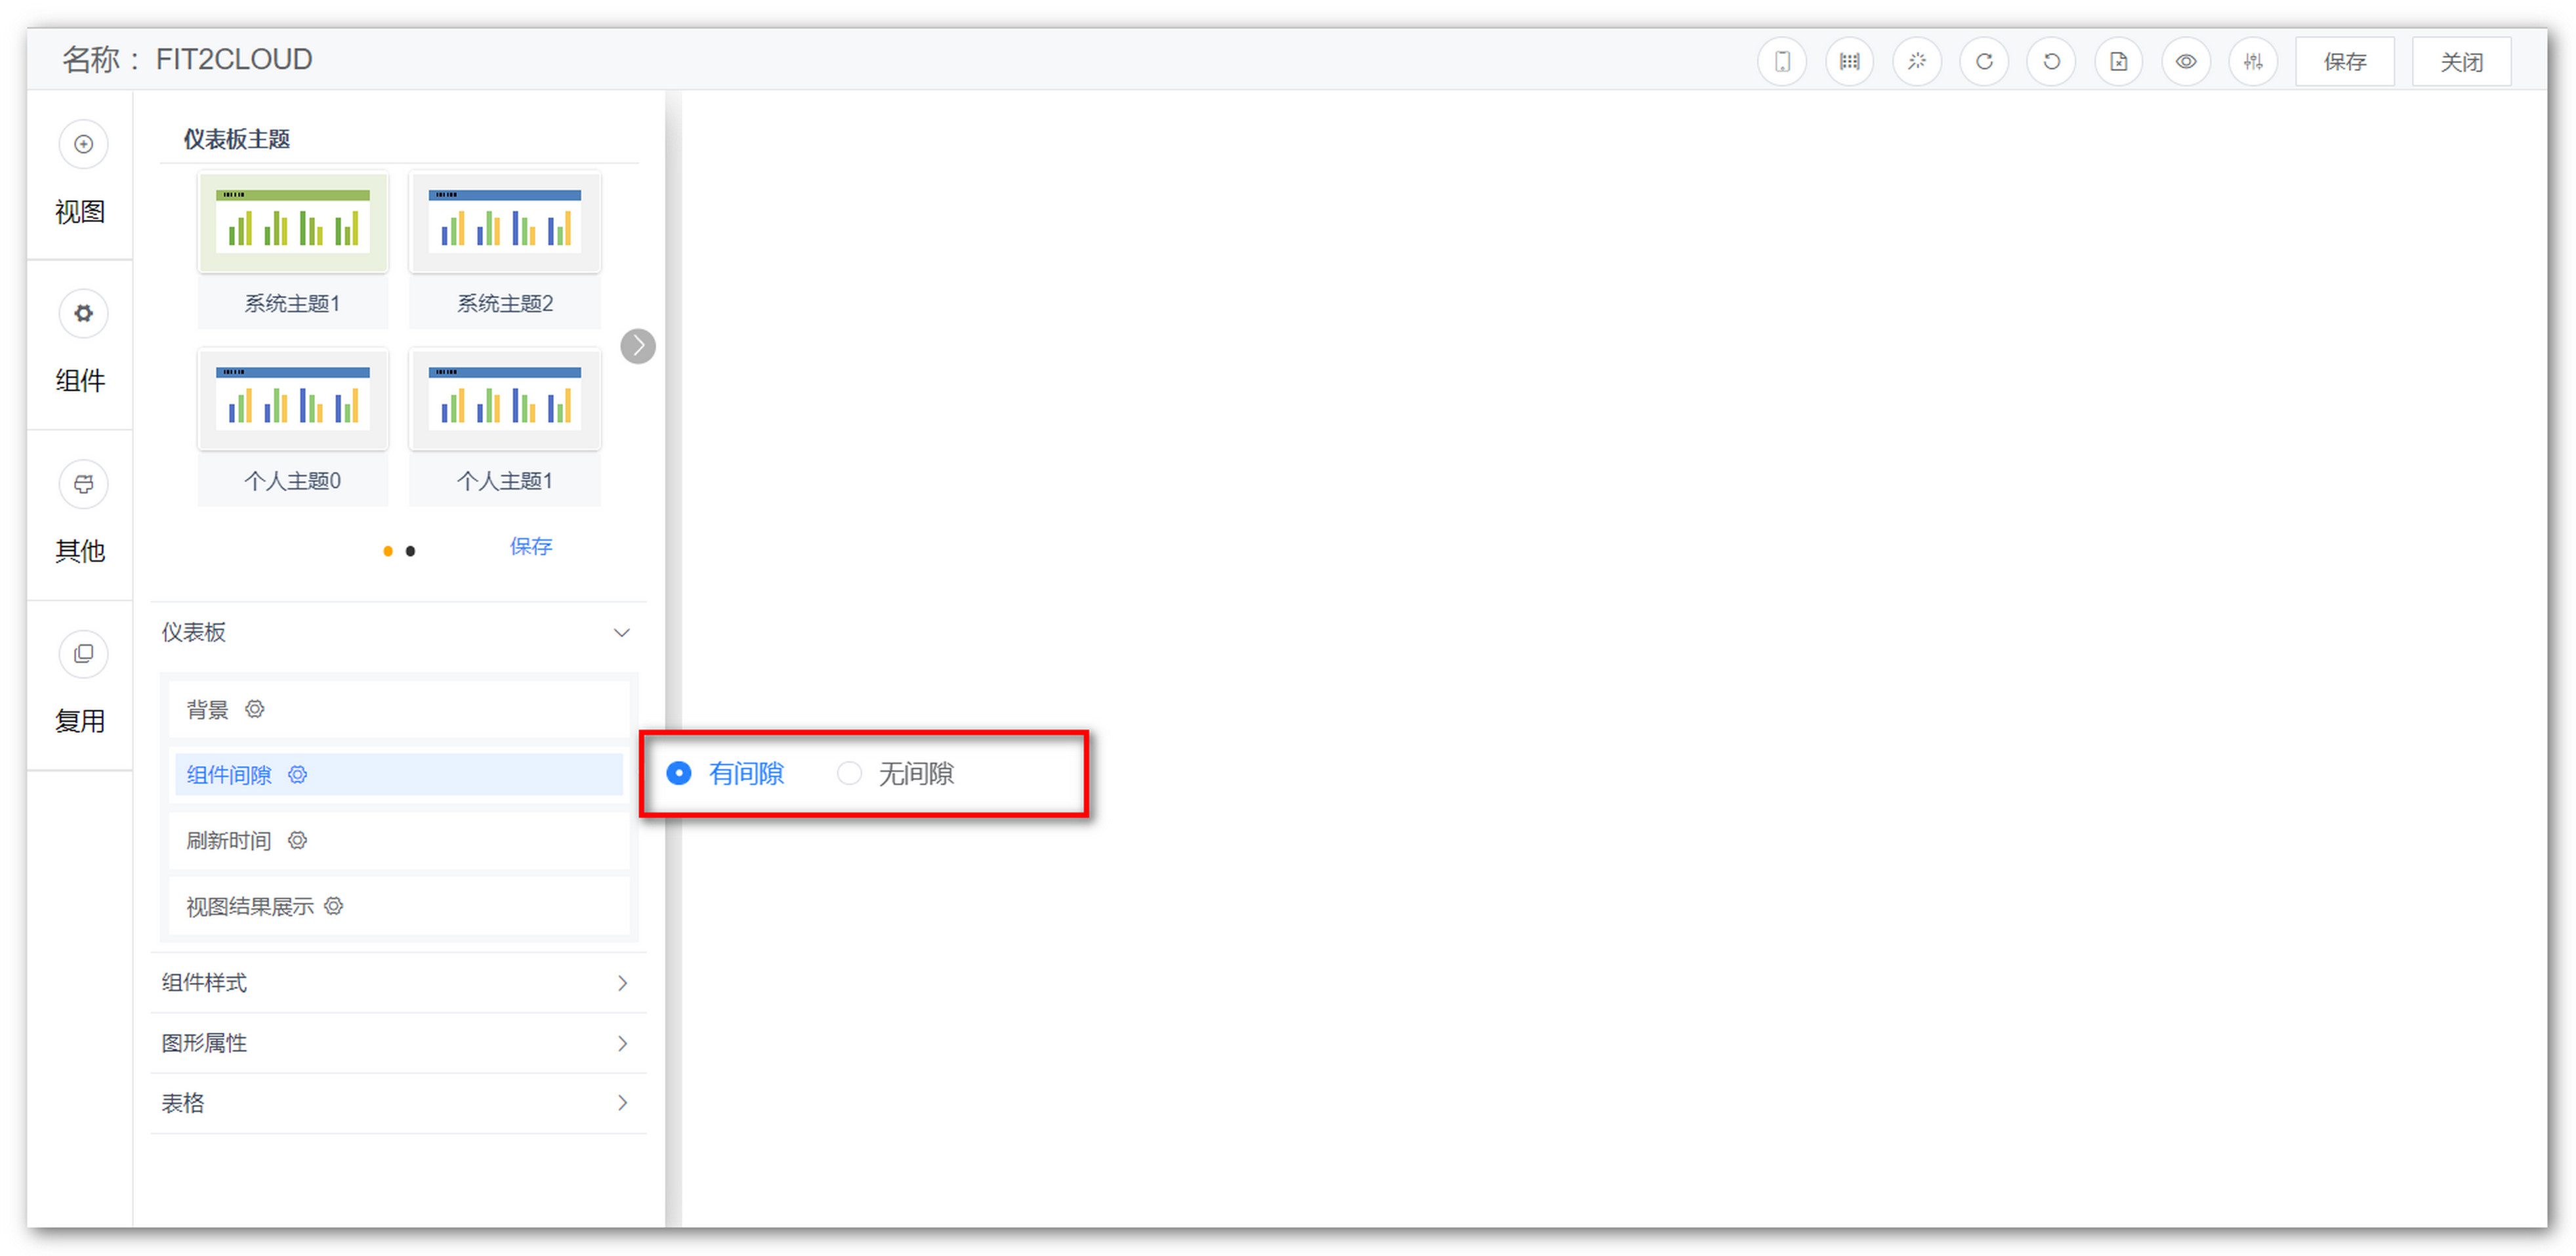 名称： FIT2CLOUD
保存
关闭
视图
组件
其他
复用
仪表板主题
系统主题1
系统主题2
个人主题0
个人主题1
保存
仪表板
背景
组件间隙
有间隙
无间隙
刷新时间
视图结果展示
组件样式
图形属性
表格